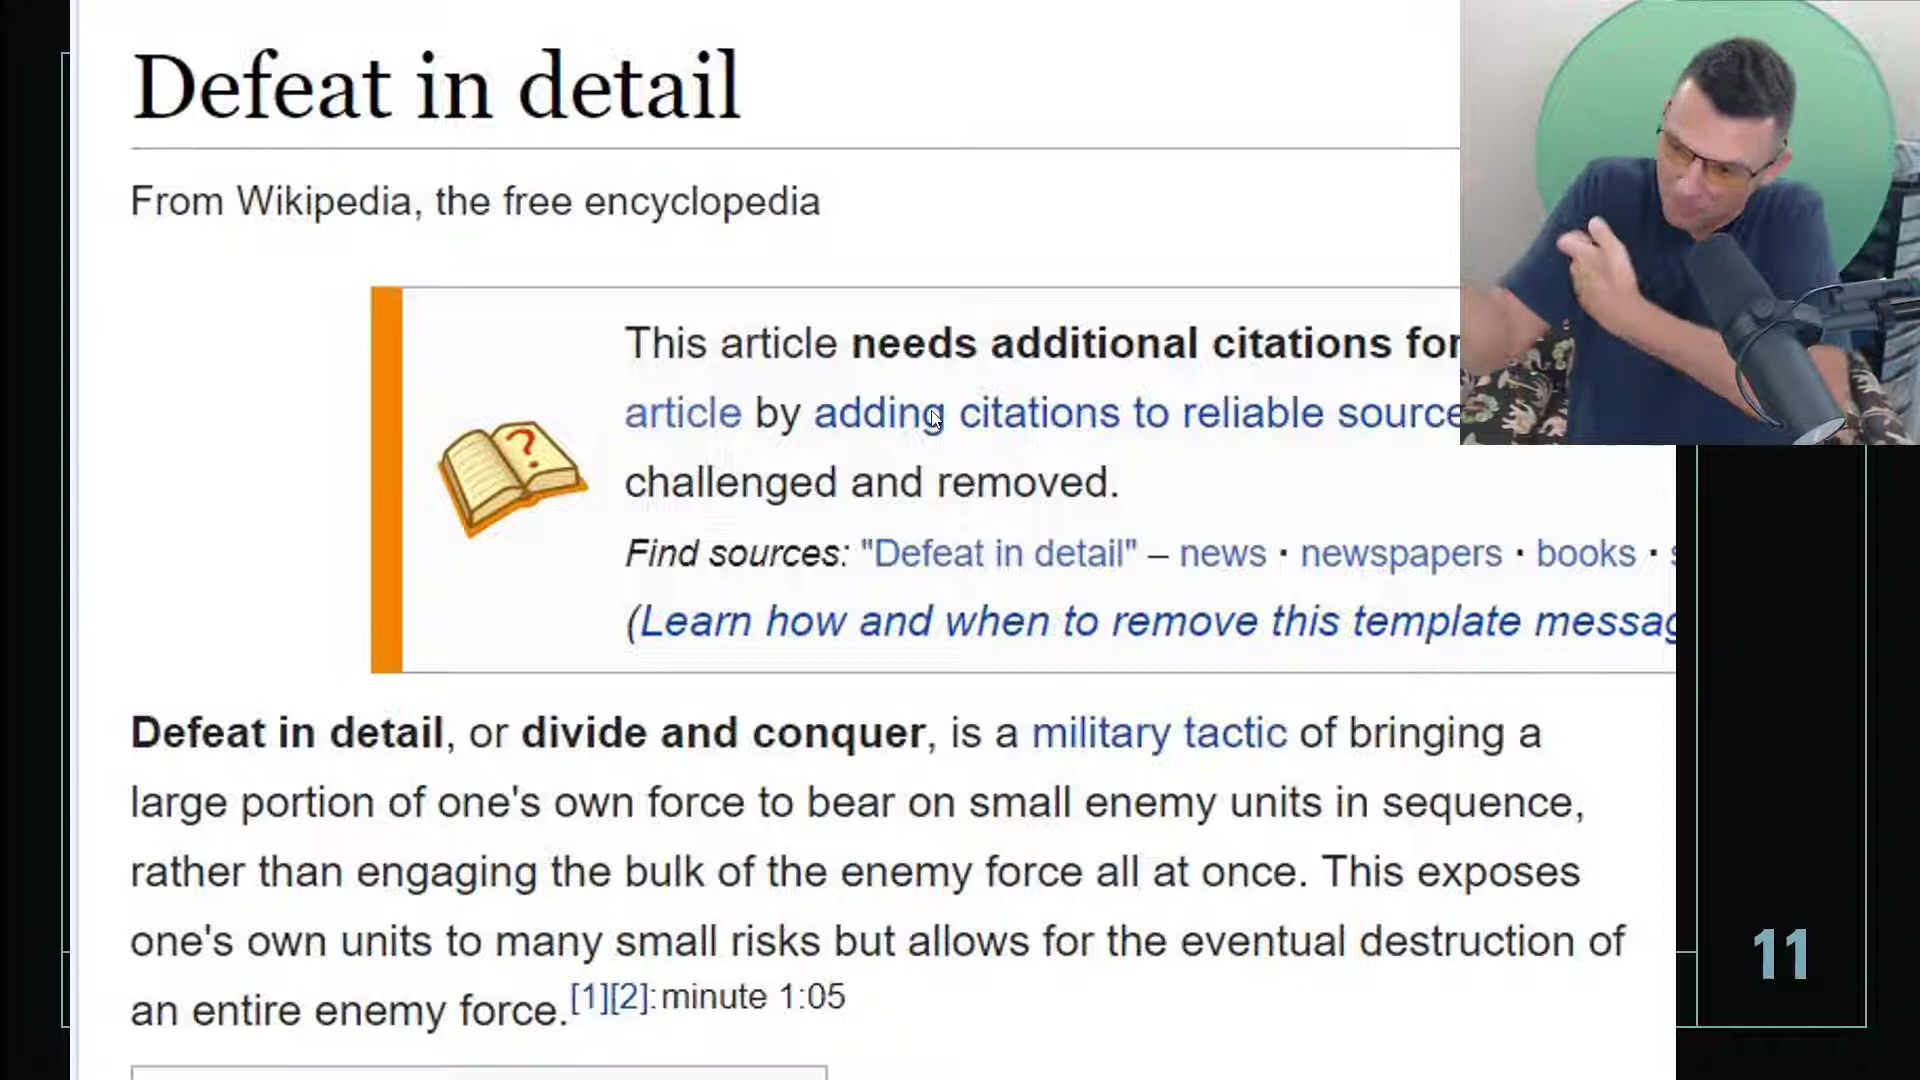 Defeat in detail
From Wikipedia, the free encyclopedia
This article needs additional citations for
article by adding citations to reliable source
challenged and removed.
Find sources: "Defeat in detail" – news · newspapers · books ·
(Learn how and when to remove this template messag
Defeat in detail, or divide and conquer, is a military tactic of bringing a
large portion of one's own force to bear on small enemy units in sequence,
rather than engaging the bulk of the enemy force all at once. This exposes
one's own units to many small risks but allows for the eventual destruction of
an entire enemy force.[1][2]:minute 1:05
11